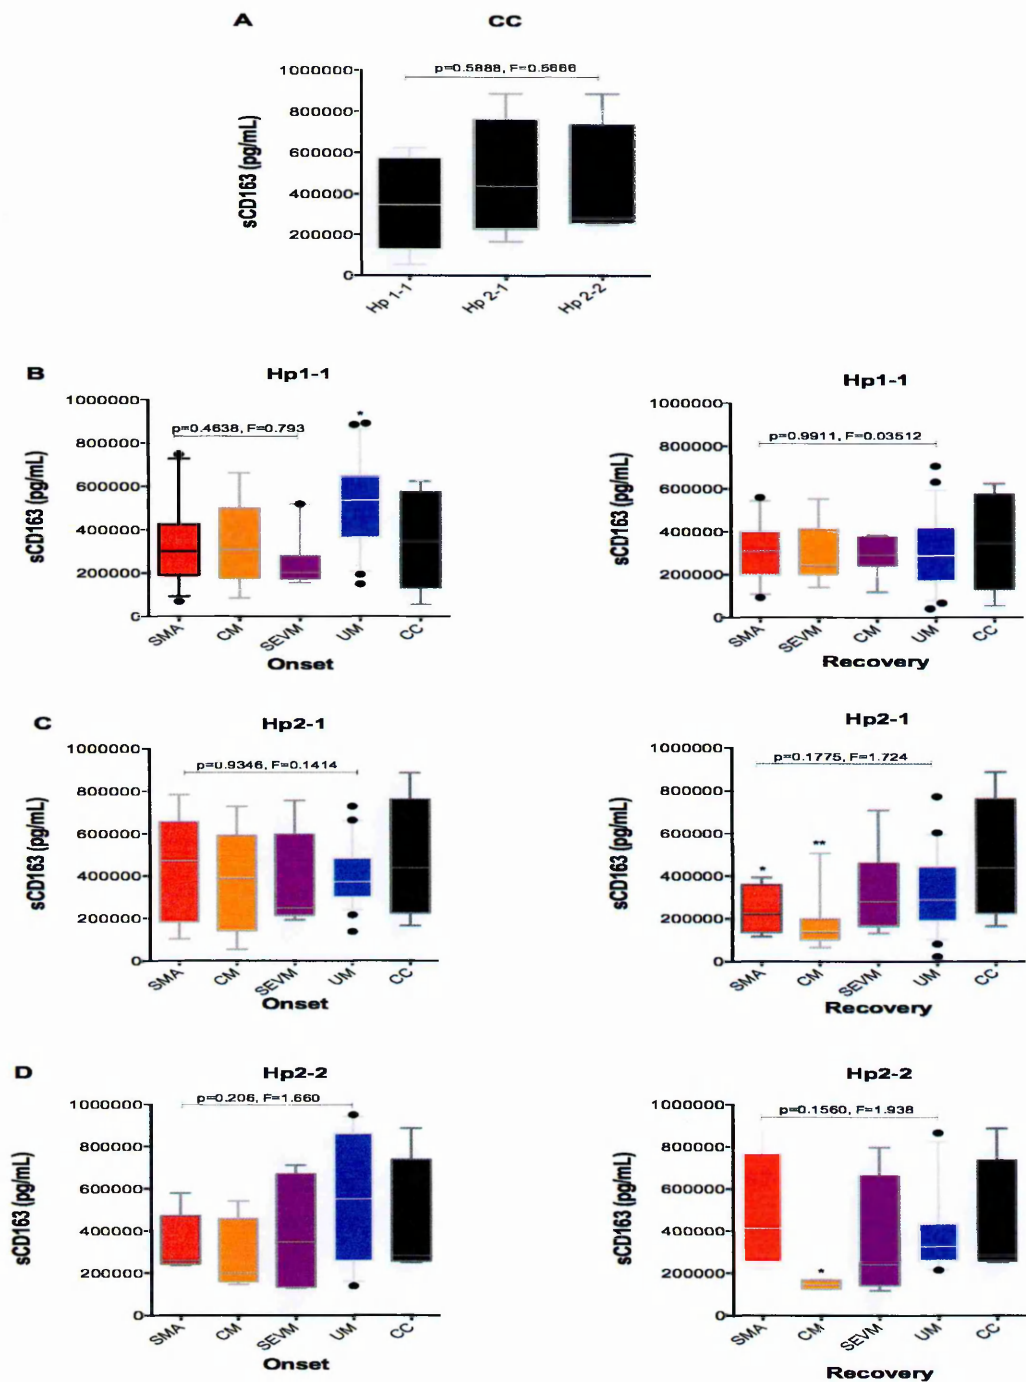 A
CC
p=0.5888, F=0.5666
1000000
800000
600000
400000
200000
0
sCD163 (pg/mL)
Hp 1-1
Hp 2-1
Hp 2-2
B
Hp1-1
1000000
800000
600000
400000
200000
0
sCD163 (pg/mL)
p=0.4638, F=0.793
*
SMA
CM
SEVM
UM
CC
Onset
Hp1-1
1000000
800000
600000
400000
200000
0
sCD163 (pg/mL)
p=0.9911, F=0.03512
SMA
SEVM
CM
UM
CC
Recovery
C
Hp2-1
1000000
800000
600000
400000
200000
0
sCD163 (pg/mL)
p=0.9346, F=0.1414
SMA
CM
SEVM
UM
CC
Onset
Hp2-1
1000000
800000
600000
400000
200000
0
sCD163 (pg/mL)
p=0.1775, F=1.724
*
**
SMA
CM
SEVM
UM
CC
Recovery
D
Hp2-2
1000000
800000
600000
400000
200000
0
sCD163 (pg/mL)
p=0.206, F=1.660
SMA
CM
SEVM
UM
CC
Onset
Hp2-2
1000000
800000
600000
400000
200000
0
sCD163 (pg/mL)
p=0.1560, F=1.938
*
SMA
CM
SEVM
UM
CC
Recovery